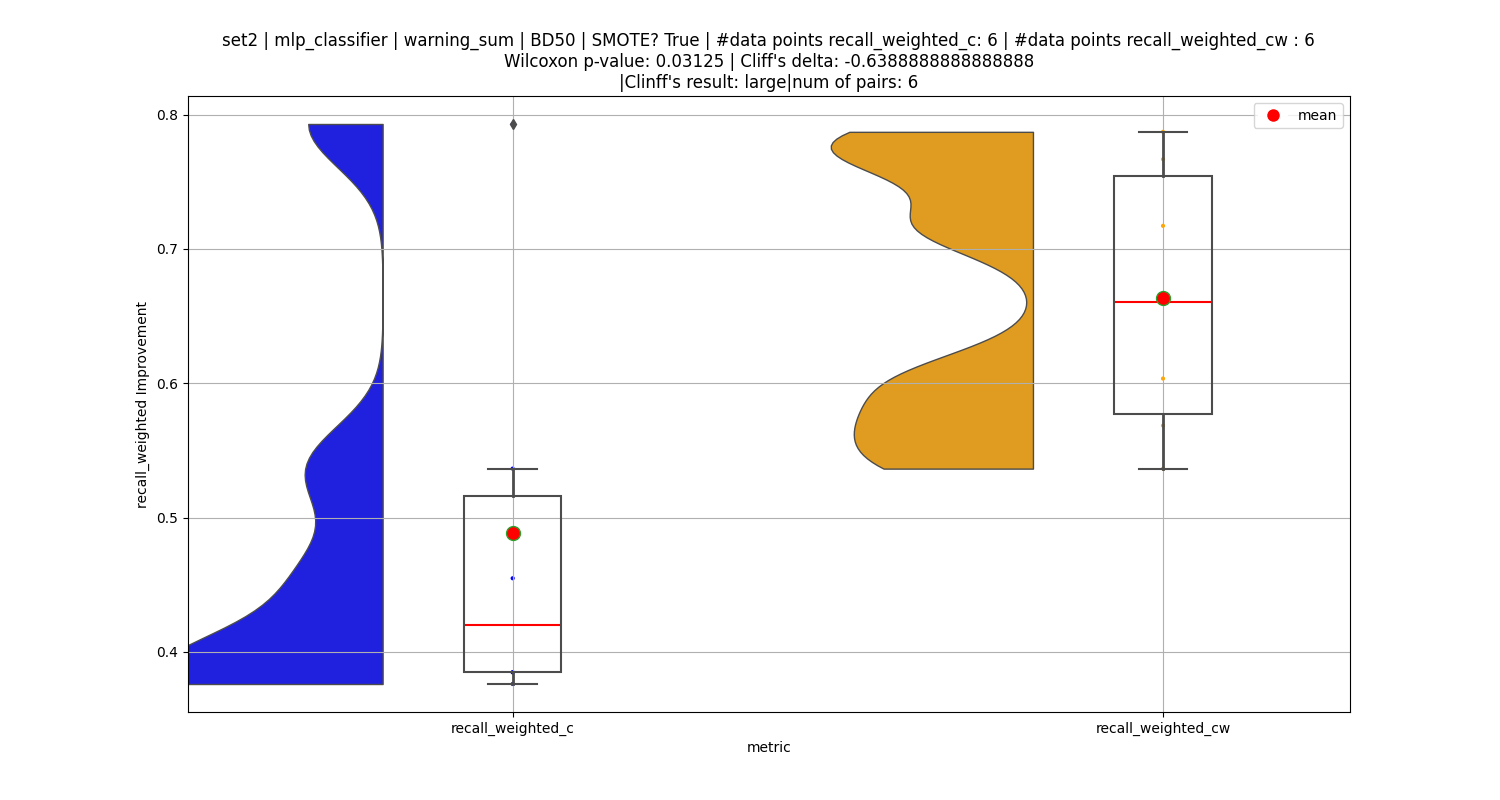 set2 | mlp_classifier | warning_sum | BD50 | SMOTE? True | #data points recall_weighted_c: 6 | #data points recall_weighted_cw : 6
Wilcoxon p-value: 0.03125 | Cliff's delta: -0.6388888888888888
|Clinff's result: large|num of pairs: 6
mean
0.8
0.7
0.6
0.5
0.4
recall_weighted Improvement
recall_weighted_c
recall_weighted_cw
metric